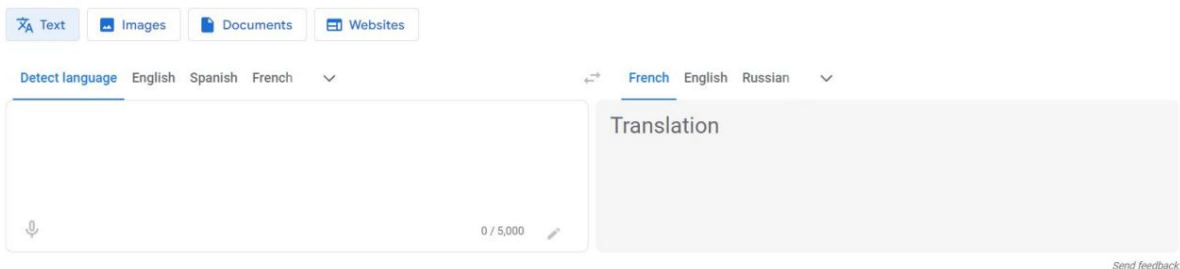 Text Images Documents Websites
Detect language English Spanish French French English Russian
Translation
0 / 5,000
Send feedback